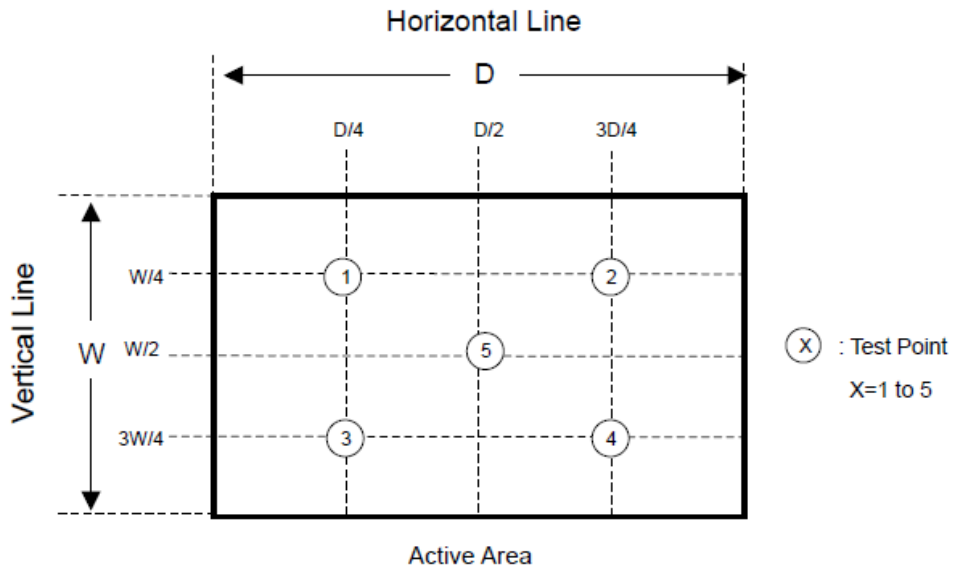 Horizontal Line
D
D/4 D/2 3D/4
Vertical Line
W
W/4
W/2
3W/4
1 2
5
3 4
X : Test Point
X=1 to 5
Active Area